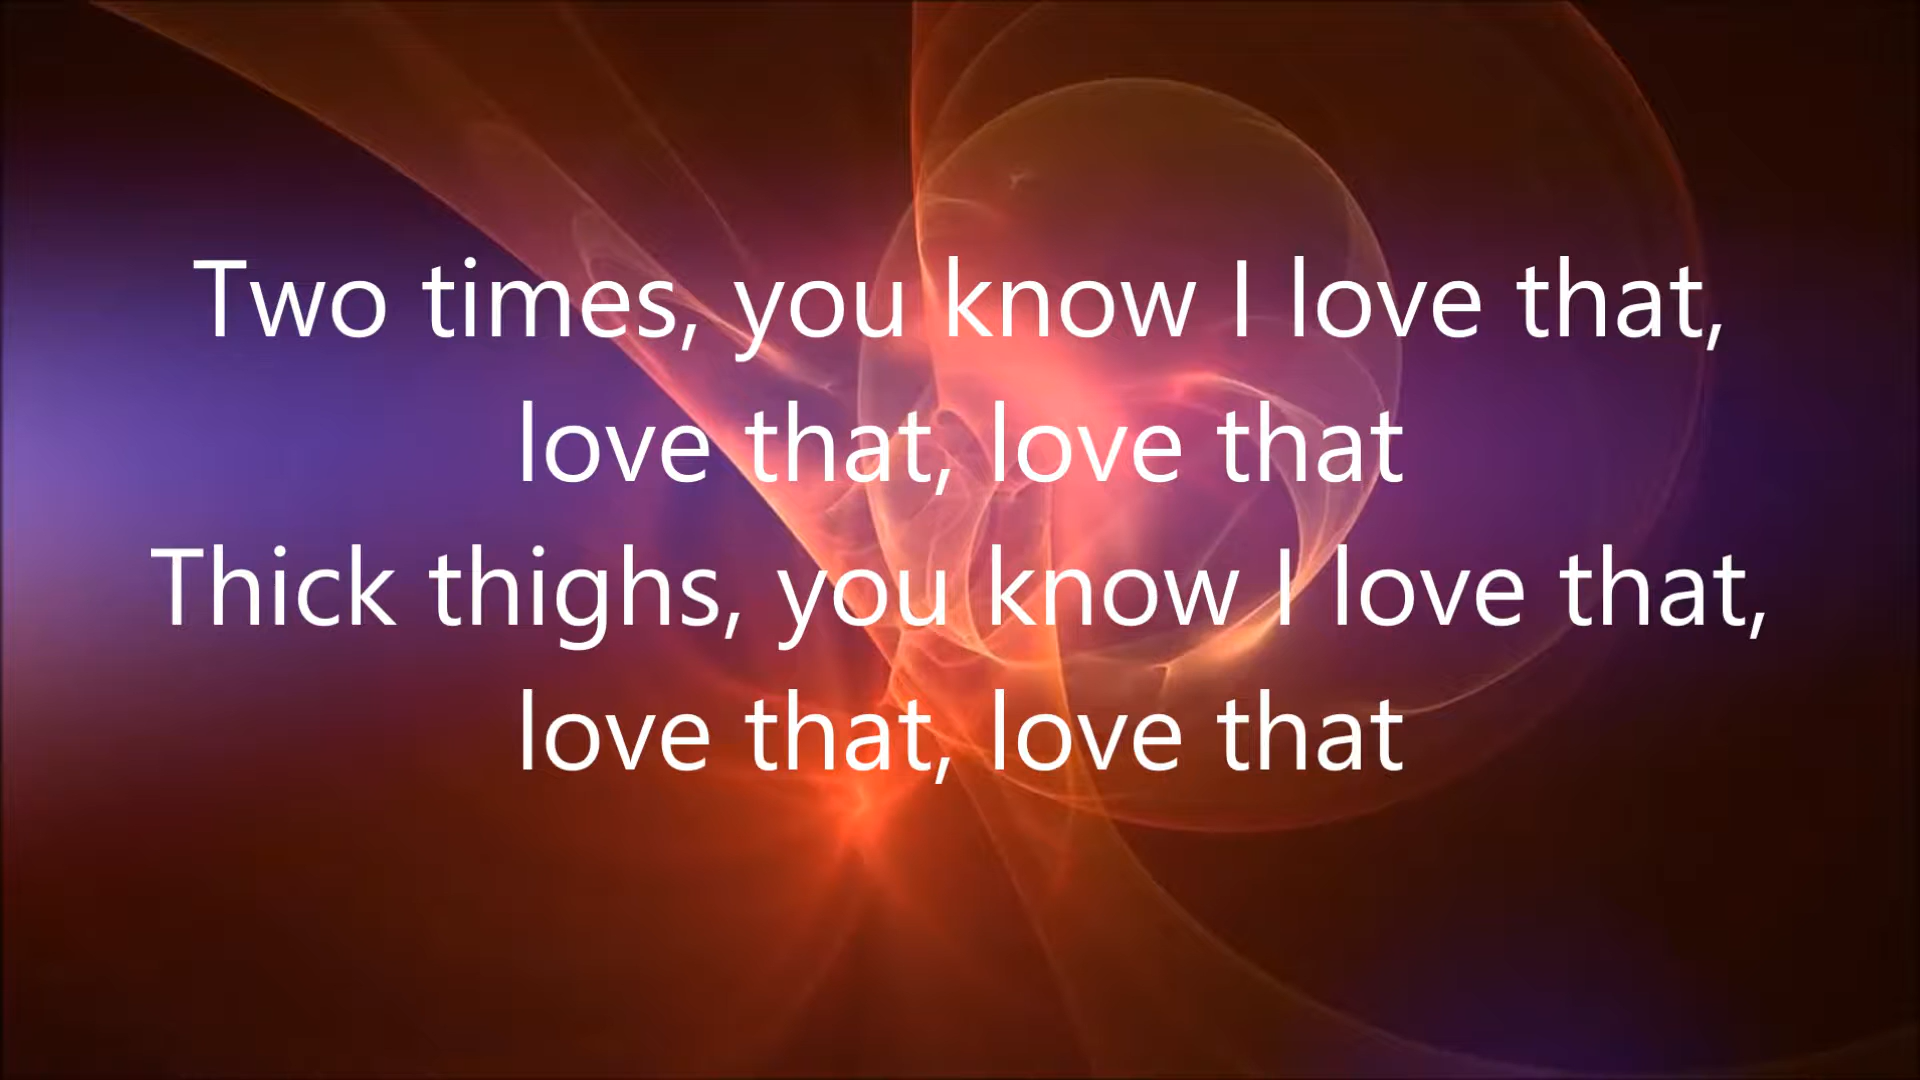 Two times, you know I love that,
love that, love that
Thick thighs, you know I love that,
love that, love that